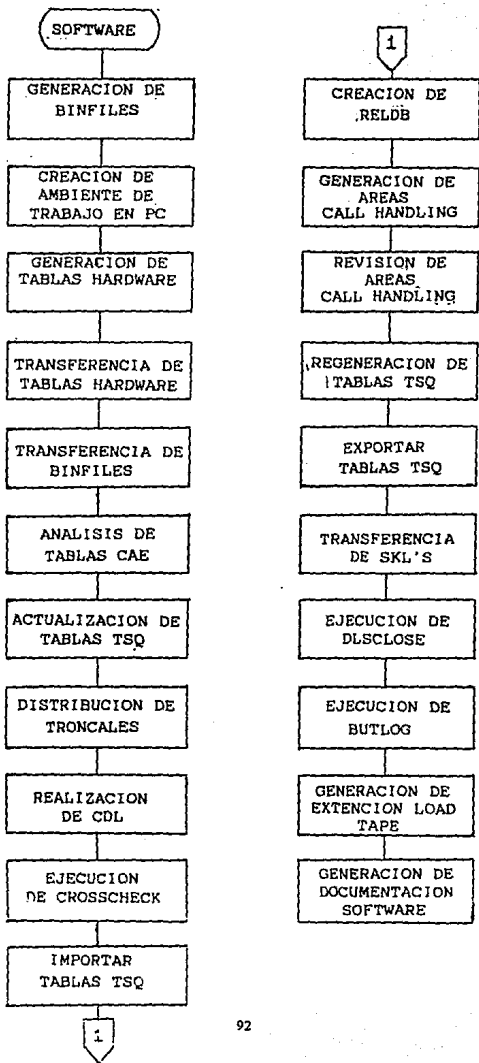 SOFTWARE
GENERACION DE
BINFILES
CREACION DE
AMBIENTE DE
TRABAJO EN PC
GENERACION DE
TABLAS HARDWARE
TRANSFERENCIA DE
TABLAS HARDWARE
TRANSFERENCIA DE
BINFILES
ANALISIS DE
TABLAS CAE
ACTUALIZACION DE
TABLAS TSQ
DISTRIBUCION DE
TRONCALES
REALIZACION
DE CDL
EJECUCION
DE CROSSCHECK
IMPORTAR
TABLAS TSQ
1
1
CREACION DE
RELDB
GENERACION DE
AREAS
CALL HANDLING
REVISION DE
AREAS
CALL HANDLING
REGENERACION DE
TABLAS TSQ
EXPORTAR
TABLAS TSQ
TRANSFERENCIA
DE SKL'S
EJECUCION DE
DLSCLOSE
EJECUCION DE
BUTLOG
GENERACION DE
EXTENCION LOAD
TAPE
GENERACION DE
DOCUMENTACION
SOFTWARE
92